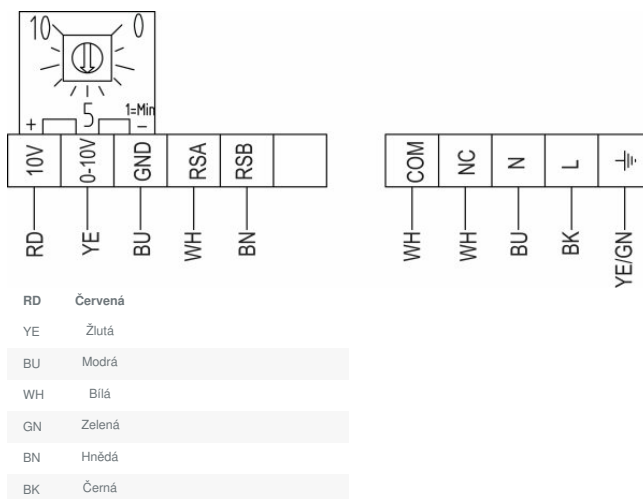 10 0
5 1=Min
+ −
10V 0-10V GND RSA RSB COM NC N L
RD YE BU WH BN WH WH BU BK YE/GN
RD Červená
YE Žlutá
BU Modrá
WH Bílá
GN Zelená
BN Hnědá
BK Černá